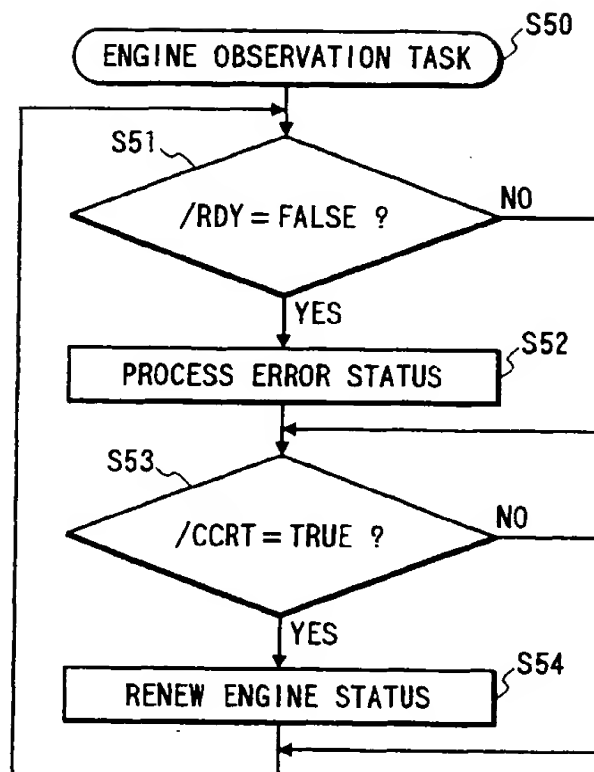 S50
ENGINE OBSERVATION TASK
S51
/RDY = FALSE ?
NO
YES
S52
PROCESS ERROR STATUS
S53
/CCRT = TRUE ?
NO
YES
S54
RENEW ENGINE STATUS